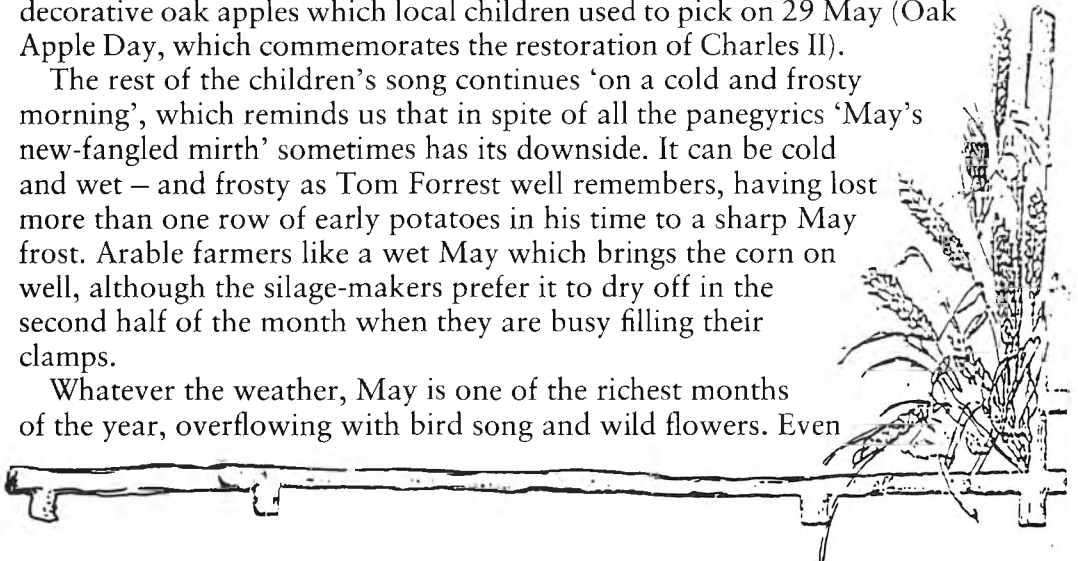 decorative oak apples which local children used to pick on 29 May (Oak
Apple Day, which commemorates the restoration of Charles II).
The rest of the children’s song continues ‘on a cold and frosty
morning’, which reminds us that in spite of all the panegyrics ‘May’s
new-fangled mirth’ sometimes has its downside. It can be cold
and wet – and frosty as Tom Forrest well remembers, having lost
more than one row of early potatoes in his time to a sharp May
frost. Arable farmers like a wet May which brings the corn on
well, although the silage-makers prefer it to dry off in the
second half of the month when they are busy filling their
clamps.
Whatever the weather, May is one of the richest months
of the year, overflowing with bird song and wild flowers. Even